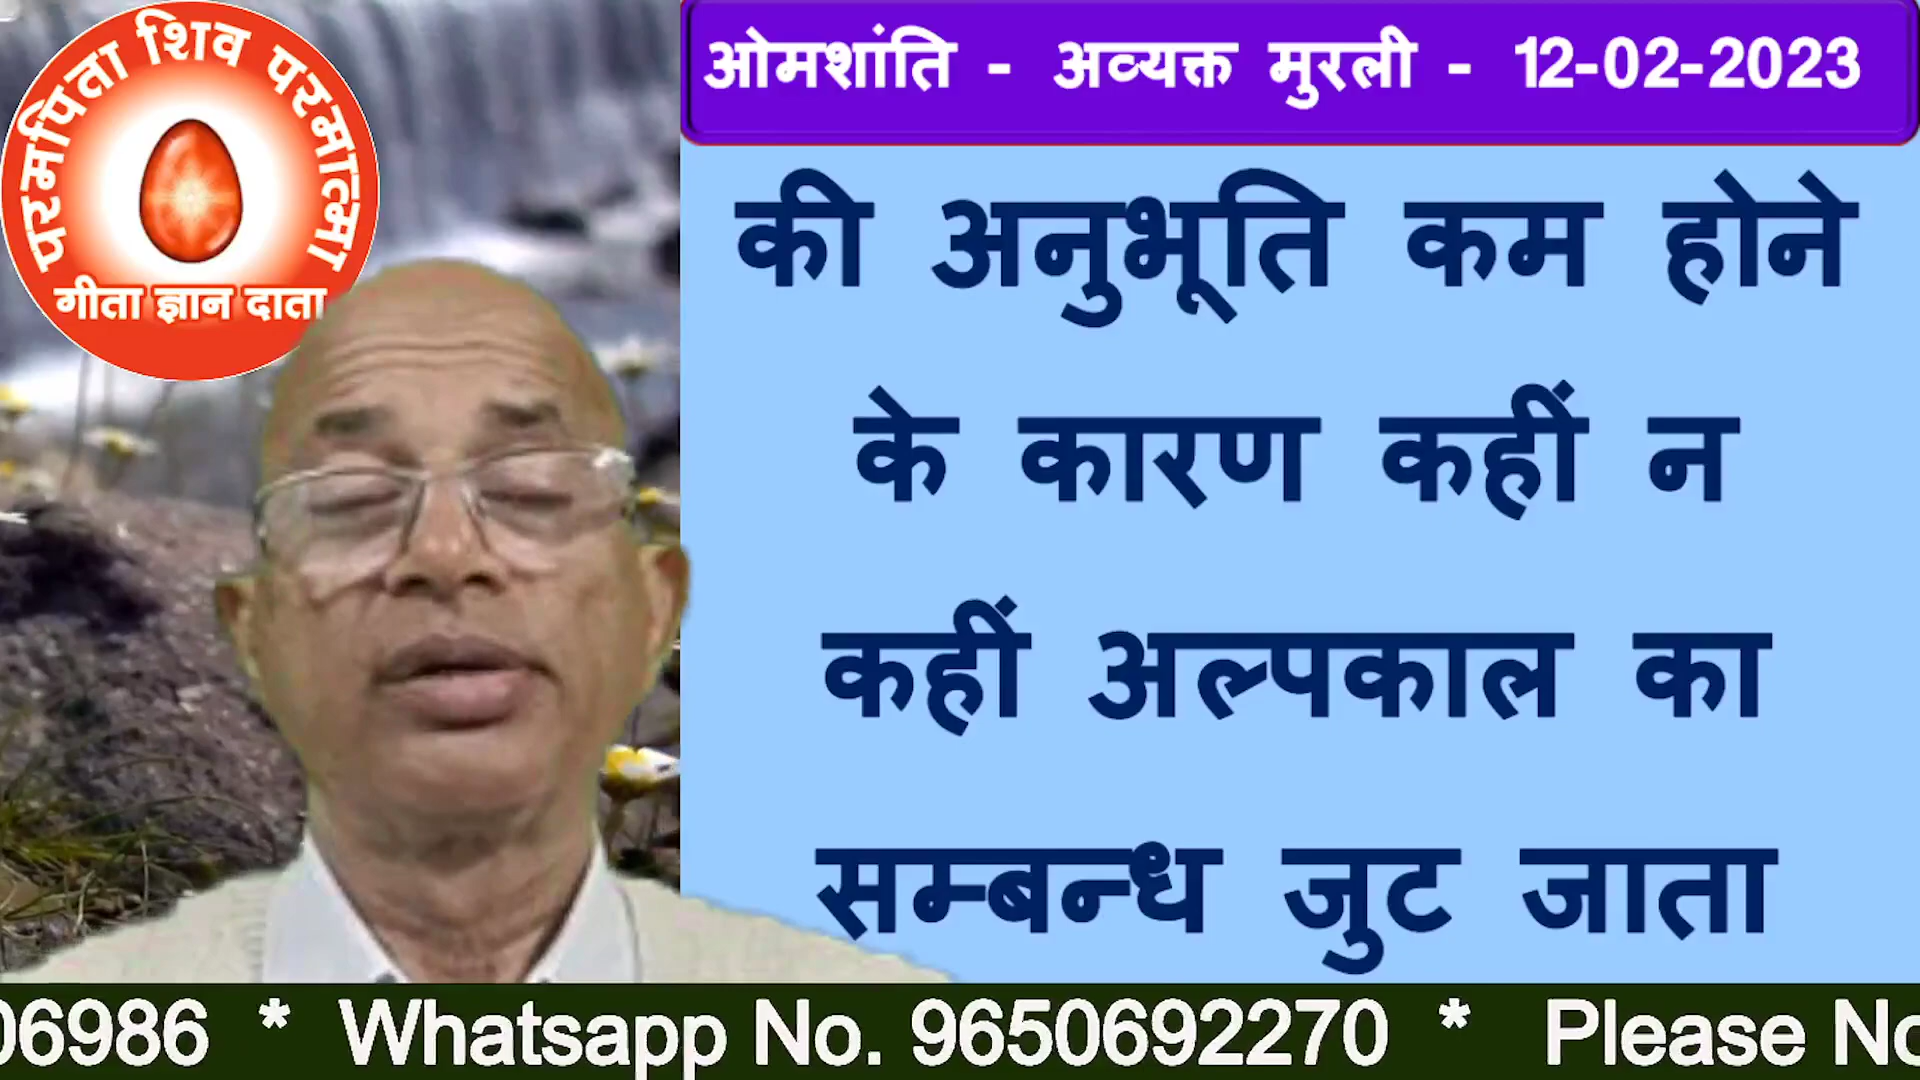 परमपिता शिव परमात्मा
गीता ज्ञान दाता
ओमशांति - अव्यक्त मुरली - 12-02-2023
की अनुभूति कम होने
के कारण कहीं न
कहीं अल्पकाल का
सम्बन्ध जुट जाता
06986 * Whatsapp No. 9650692270 * Please No